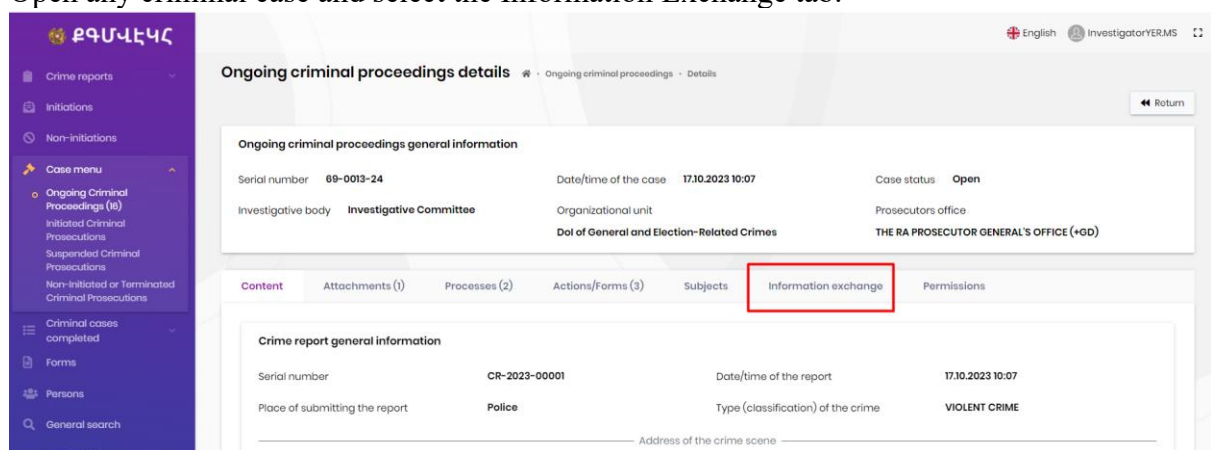 Open any criminal case and select the Information Exchange tab.
ՔԳՄՎԷԿՀ
English InvestigatorYER.MS
Ongoing criminal proceedings details - Ongoing criminal proceedings - Details
Return
Crime reports
Initiations
Non-initiations
Case menu
Ongoing Criminal
Proceedings (16)
Initiated Criminal
Prosecutions
Suspended Criminal
Prosecutions
Non-Initiated or Terminated
Criminal Prosecutions
Criminal cases
completed
Forms
Persons
General search
Ongoing criminal proceedings general information
Serial number 69-0013-24 Date/time of the case 17.10.2023 10:07 Case status Open
Investigative body Investigative Committee Organizational unit Prosecutors office
DoI of General and Election-Related Crimes THE RA PROSECUTOR GENERAL'S OFFICE (+GD)
Content Attachments (1) Processes (2) Actions/Forms (3) Subjects Information exchange Permissions
Crime report general information
Serial number CR-2023-00001 Date/time of the report 17.10.2023 10:07
Place of submitting the report Police Type (classification) of the crime VIOLENT CRIME
Address of the crime scene